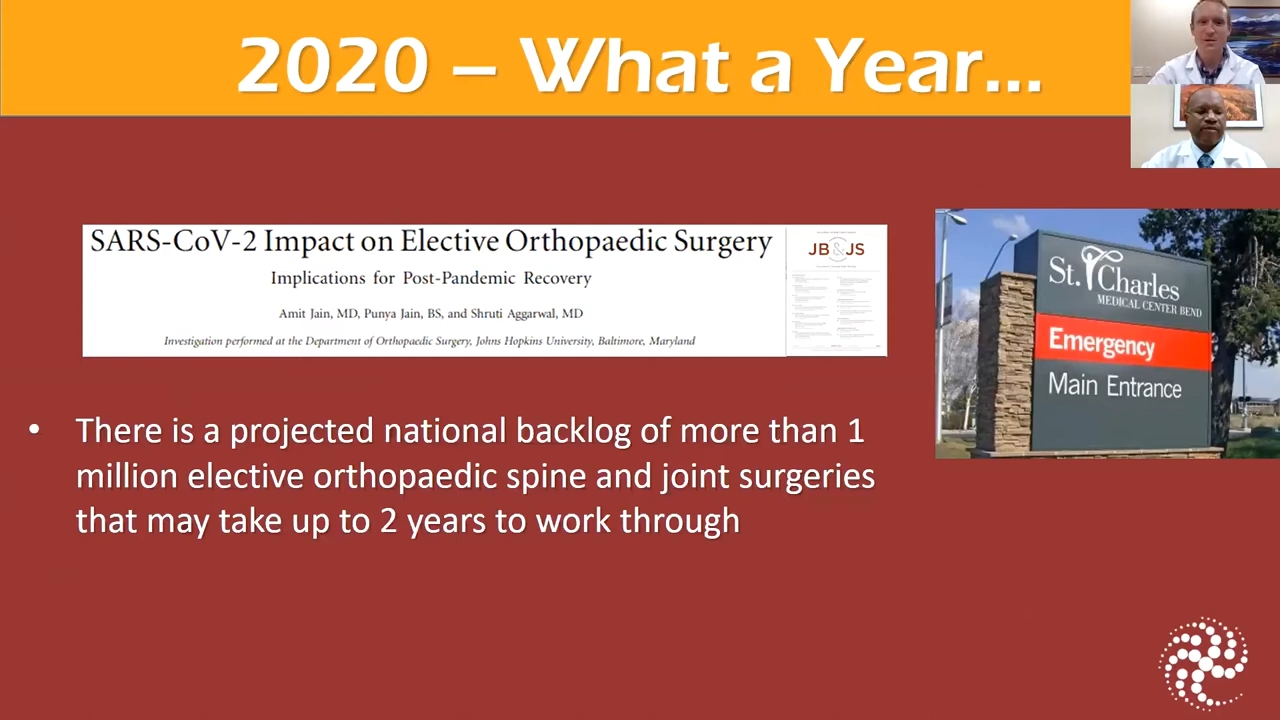 2020 – What a Year...
SARS-CoV-2 Impact on Elective Orthopaedic Surgery
Implications for Post-Pandemic Recovery
Amit Jain, MD, Punya Jain, BS, and Shruti Aggarwal, MD
Investigation performed at the Department of Orthopaedic Surgery, Johns Hopkins University, Baltimore, Maryland
JB&JS
St. Charles
MEDICAL CENTER BEND
Emergency
Main Entrance
• There is a projected national backlog of more than 1
million elective orthopaedic spine and joint surgeries
that may take up to 2 years to work through